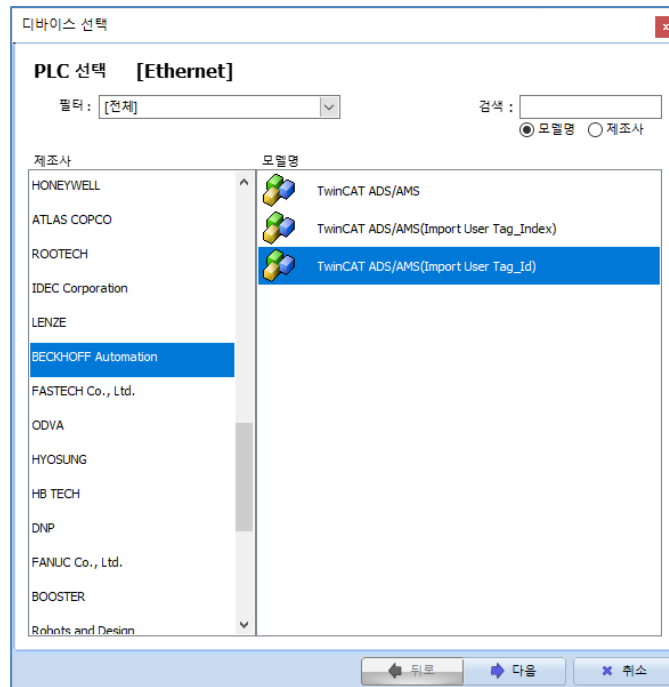 디바이스 선택
PLC 선택 [Ethernet]
필터 : [전체]
검색 :
모델명 제조사
제조사
HONEYWELL
ATLAS COPCO
ROOTECH
IDEC Corporation
LENZE
BECKHOFF Automation
FASTECH Co., Ltd.
ODVA
HYOSUNG
HB TECH
DNP
FANUC Co., Ltd.
BOOSTER
Robots and Design
모델명
TwinCAT ADS/AMS
TwinCAT ADS/AMS(Import User Tag_Index)
TwinCAT ADS/AMS(Import User Tag_Id)
뒤로 다음 취소